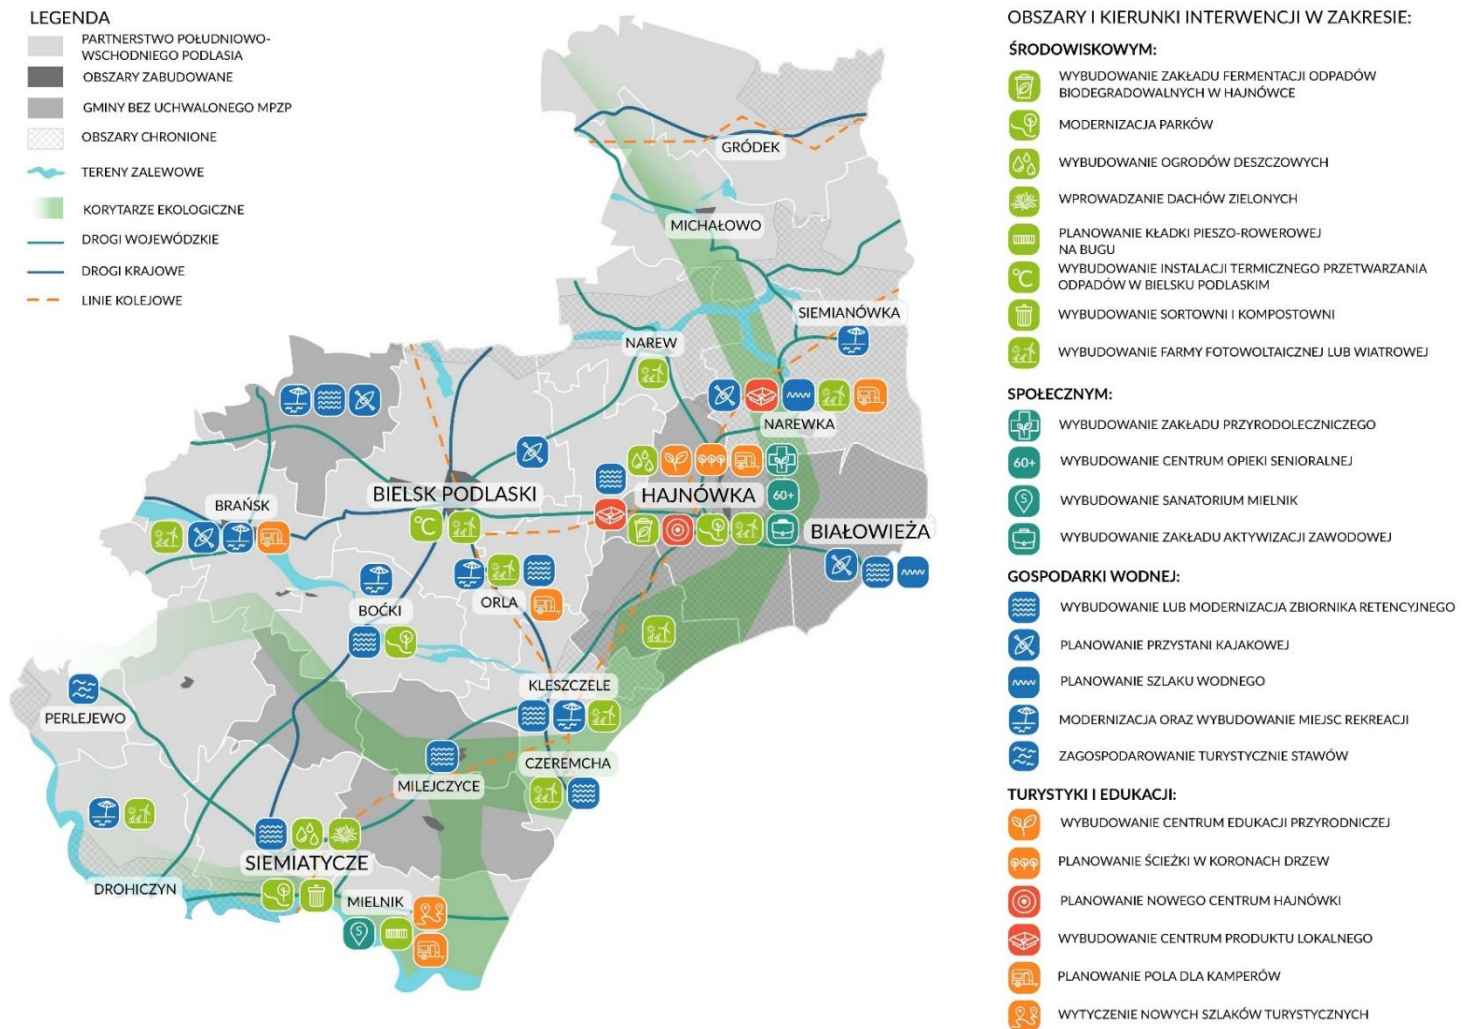 LEGENDA
PARTNERSTWO POŁUDNIOWO-
WSCHODNIEGO PODLASIA
OBSZARY ZABUDOWANE
GMINY BEZ UCHWALONEGO MPZP
OBSZARY CHRONIONE
TERENY ZALEWOWE
KORYTARZE EKOLOGICZNE
DROGI WOJEWÓDZKIE
DROGI KRAJOWE
LINIE KOLEJOWE
GRÓDEK
MICHAŁOWO
SIEMIANÓWKA
NAREW
NAREWKA
BRAŃSK
BIELSK PODLASKI
°C
HAJNÓWKA
60+
BIAŁOWIEŻA
BOĆKI
ORLA
KLESZCZELE
PERLEJEWO
MILEJCZYCE
CZEREMCHA
SIEMIATYCZE
DROHICZYN
MIELNIK
S
OBSZARY I KIERUNKI INTERWENCJI W ZAKRESIE:
ŚRODOWISKOWYM:
WYBUDOWANIE ZAKŁADU FERMENTACJI ODPADÓW
BIODEGRADOWALNYCH W HAJNÓWCE
MODERNIZACJA PARKÓW
WYBUDOWANIE OGRODÓW DESZCZOWYCH
WPROWADZANIE DACHÓW ZIELONYCH
PLANOWANIE KŁADKI PIESZO-ROWEROWEJ
NA BUGU
°C WYBUDOWANIE INSTALACJI TERMICZNEGO PRZETWARZANIA
ODPADÓW W BIELSKU PODLASKIM
WYBUDOWANIE SORTOWNI I KOMPOSTOWNI
WYBUDOWANIE FARMY FOTOWOLTAICZNEJ LUB WIATROWEJ
SPOŁECZNYM:
WYBUDOWANIE ZAKŁADU PRZYRODOLECZNICZEGO
60+ WYBUDOWANIE CENTRUM OPIEKI SENIORALNEJ
S WYBUDOWANIE SANATORIUM MIELNIK
WYBUDOWANIE ZAKŁADU AKTYWIZACJI ZAWODOWEJ
GOSPODARKI WODNEJ:
WYBUDOWANIE LUB MODERNIZACJA ZBIORNIKA RETENCYJNEGO
PLANOWANIE PRZYSTANI KAJAKOWEJ
PLANOWANIE SZLAKU WODNEGO
MODERNIZACJA ORAZ WYBUDOWANIE MIEJSC REKREACJI
ZAGOSPODAROWANIE TURYSTYCZNIE STAWÓW
TURYSTYKI I EDUKACJI:
WYBUDOWANIE CENTRUM EDUKACJI PRZYRODNICZEJ
PLANOWANIE ŚCIEŻKI W KORONACH DRZEW
PLANOWANIE NOWEGO CENTRUM HAJNÓWKI
WYBUDOWANIE CENTRUM PRODUKTU LOKALNEGO
PLANOWANIE POLA DLA KAMPERÓW
WYTYCZENIE NOWYCH SZLAKÓW TURYSTYCZNYCH